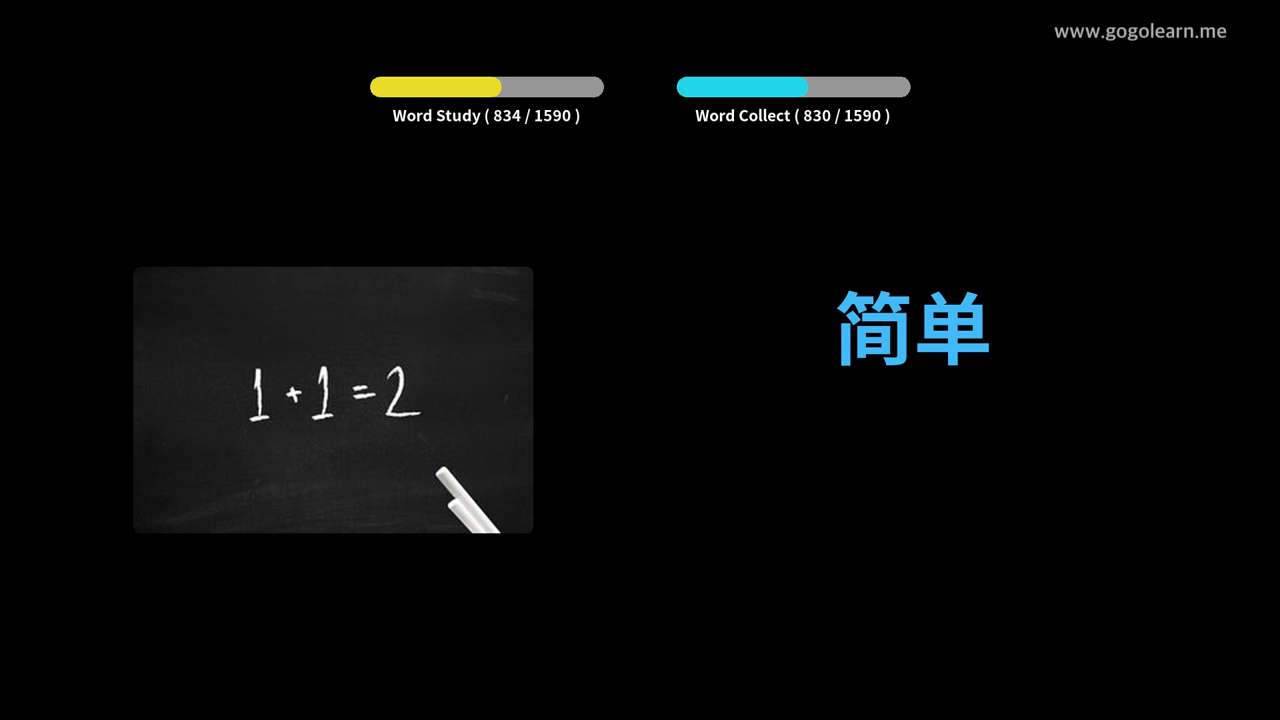 www.gogolearn.me
Word Study ( 834 / 1590 )
Word Collect ( 830 / 1590 )
简单
1 + 1 = 2